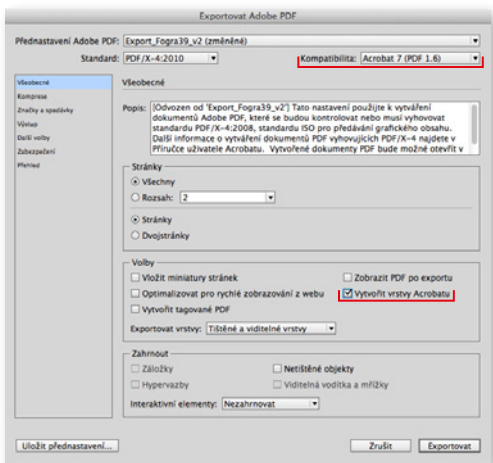 Exportovat Adobe PDF
Přednastavení Adobe PDF: Export_Fogra39_v2 (změněné)
Standard: PDF/X-4:2010 Kompatibilita: Acrobat 7 (PDF 1.6)
Všeobecné
Komprese
Značky a spadávky
Výstup
Další volby
Zabezpečení
Přehled
Všeobecné
Popis: [Odvozen od 'Export_Fogra39_v2'] Tato nastavení použijte k vytváření
dokumentů Adobe PDF, které se budou kontrolovat nebo musí vyhovovat
standardu PDF/X-4:2008, standardu ISO pro předávání grafického obsahu.
Další informace o vytváření dokumentů PDF vyhovujících PDF/X-4 najdete v
Příručce uživatele Acrobatu. Vytvořené dokumenty PDF bude možné otevřít v
Stránky
Všechny
Rozsah: 2
Stránky
Dvojstránky
Volby
Vložit miniatury stránek Zobrazit PDF po exportu
Optimalizovat pro rychlé zobrazování z webu Vytvořit vrstvy Acrobatu
Vytvořit tagované PDF
Exportovat vrstvy: Tištěné a viditelné vrstvy
Zahrnout
Záložky Netištěné objekty
Hypervazby Viditelná vodítka a mřížky
Interaktivní elementy: Nezahrnovat
Uložit přednastavení... Zrušit Exportovat